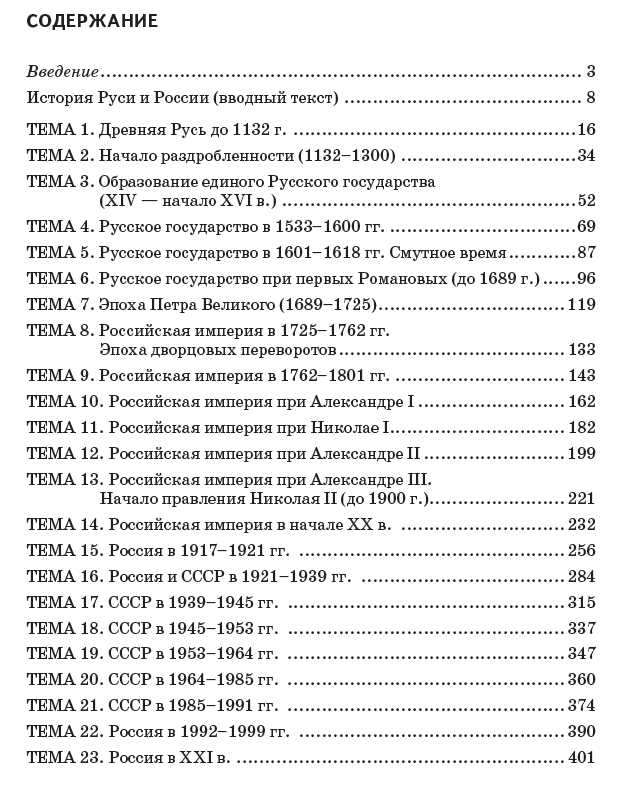 СОДЕРЖАНИЕ
Введение.................................................................................... 3
История Руси и России (вводный текст) ......................................... 8
ТЕМА 1. Древняя Русь до 1132 г. .................................................16
ТЕМА 2. Начало раздробленности (1132–1300) ...............................34
ТЕМА 3. Образование единого Русского государства
(XIV — начало XVI в.) ...................................................52
ТЕМА 4. Русское государство в 1533–1600 гг. .................................69
ТЕМА 5. Русское государство в 1601–1618 гг. Смутное время............87
ТЕМА 6. Русское государство при первых Романовых (до 1689 г.)......96
ТЕМА 7. Эпоха Петра Великого (1689–1725).................................119
ТЕМА 8. Российская империя в 1725–1762 гг.
Эпоха дворцовых переворотов........................................133
ТЕМА 9. Российская империя в 1762–1801 гг. ..............................143
ТЕМА 10. Российская империя при Александре I ..........................162
ТЕМА 11. Российская империя при Николае I...............................182
ТЕМА 12. Российская империя при Александре II .........................199
ТЕМА 13. Российская империя при Александре III.
Начало правления Николая II (до 1900 г.)........................221
ТЕМА 14. Российская империя в начале XX в. .............................232
ТЕМА 15. Россия в 1917–1921 гг. ...............................................256
ТЕМА 16. Россия и СССР в 1921–1939 гг. ....................................284
ТЕМА 17. СССР в 1939–1945 гг. .................................................315
ТЕМА 18. СССР в 1945–1953 гг. .................................................337
ТЕМА 19. СССР в 1953–1964 гг. .................................................347
ТЕМА 20. СССР в 1964–1985 гг. .................................................360
ТЕМА 21. СССР в 1985–1991 гг. .................................................374
ТЕМА 22. Россия в 1992–1999 гг. ...............................................390
ТЕМА 23. Россия в XXI в. ..........................................................401